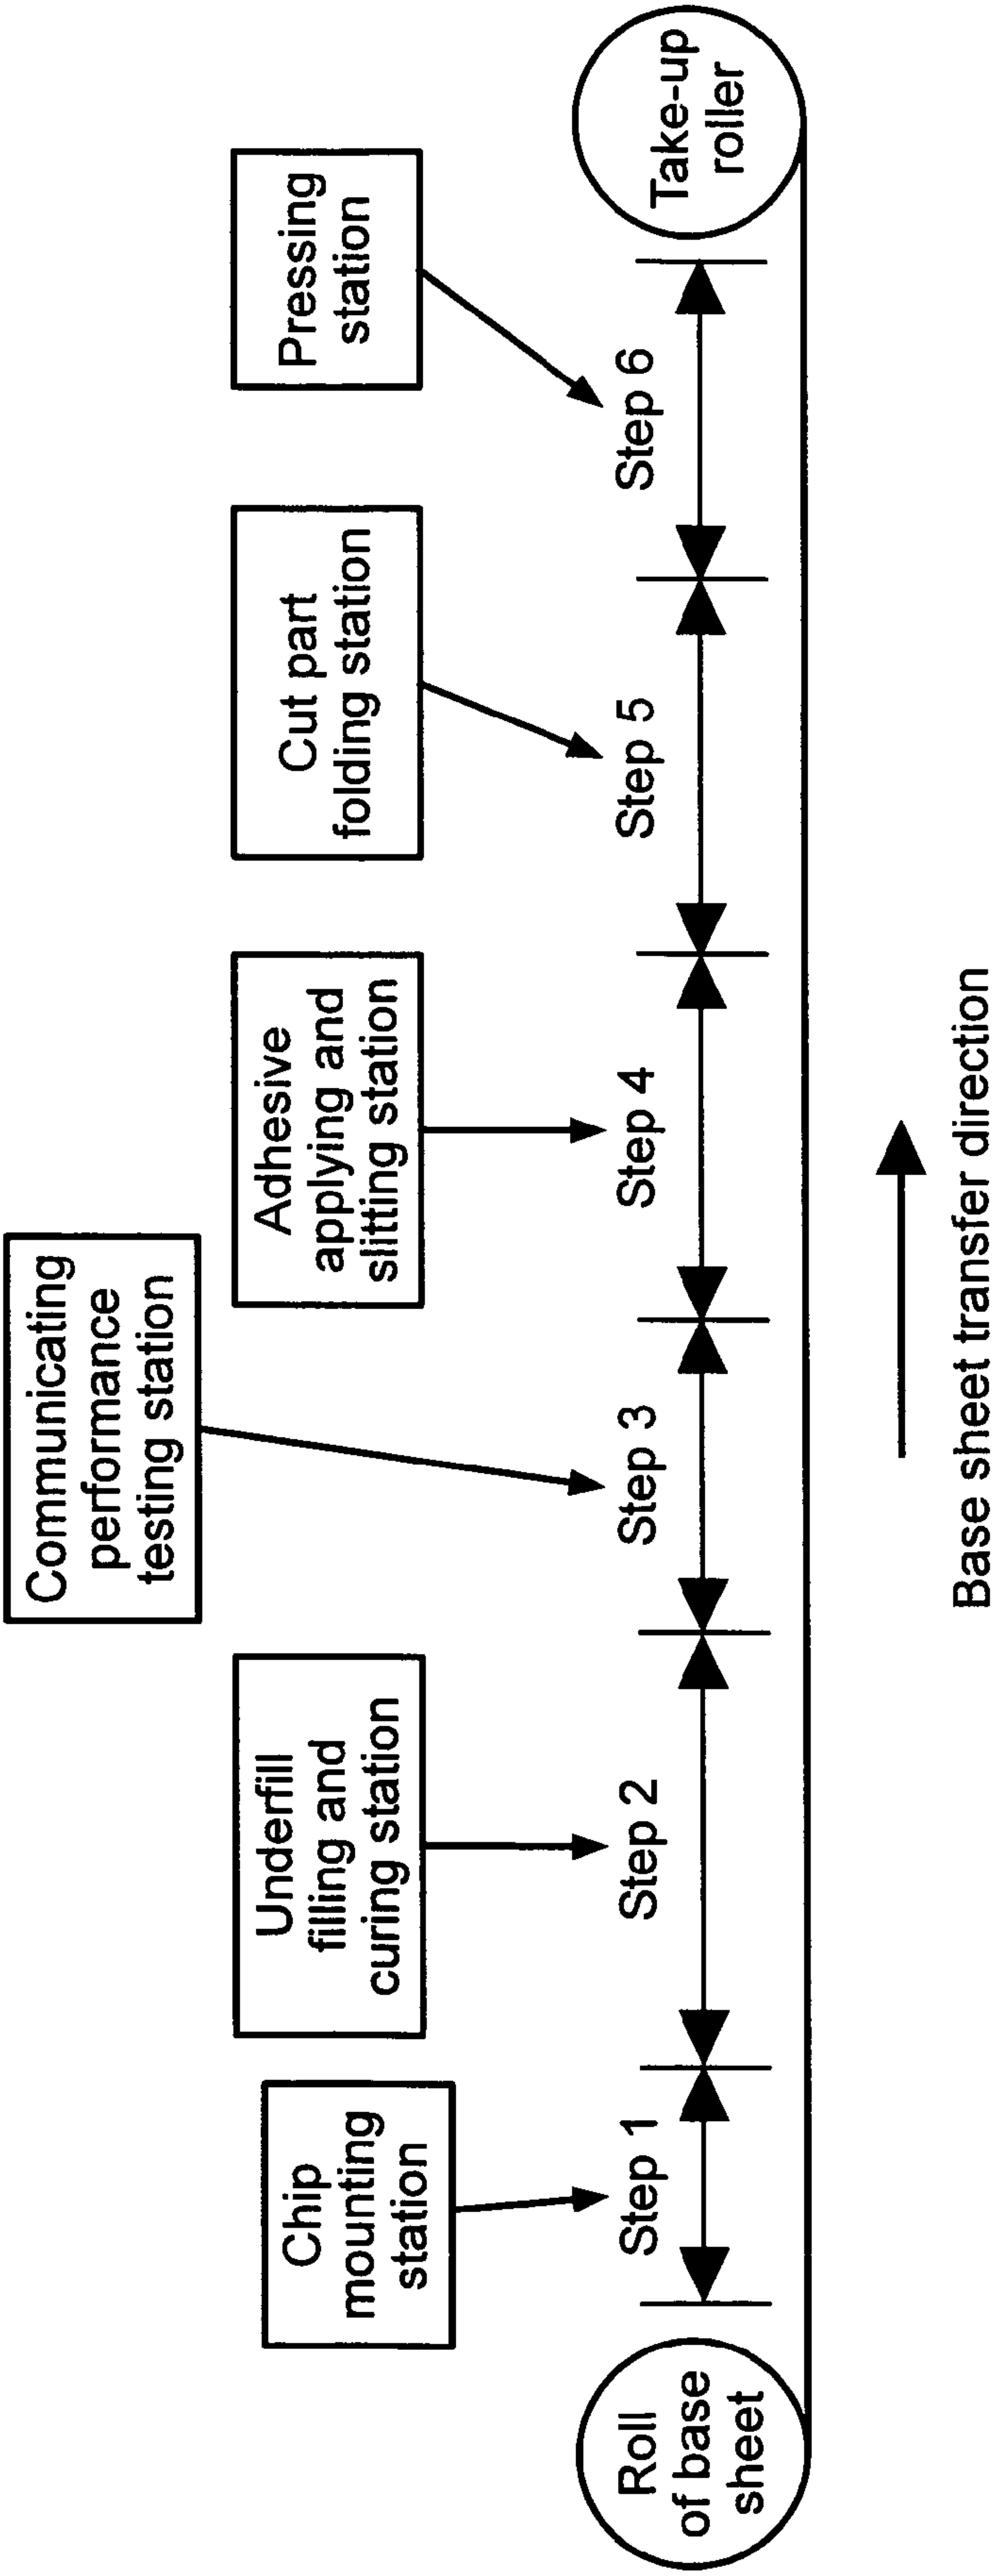 Communicating
performance
testing station
Chip
mounting
station
Underfill
filling and
curing station
Adhesive
applying and
slitting station
Cut part
folding station
Pressing
station
Roll
of base
sheet
Step 1
Step 2
Step 3
Step 4
Step 5
Step 6
Take-up
roller
Base sheet transfer direction